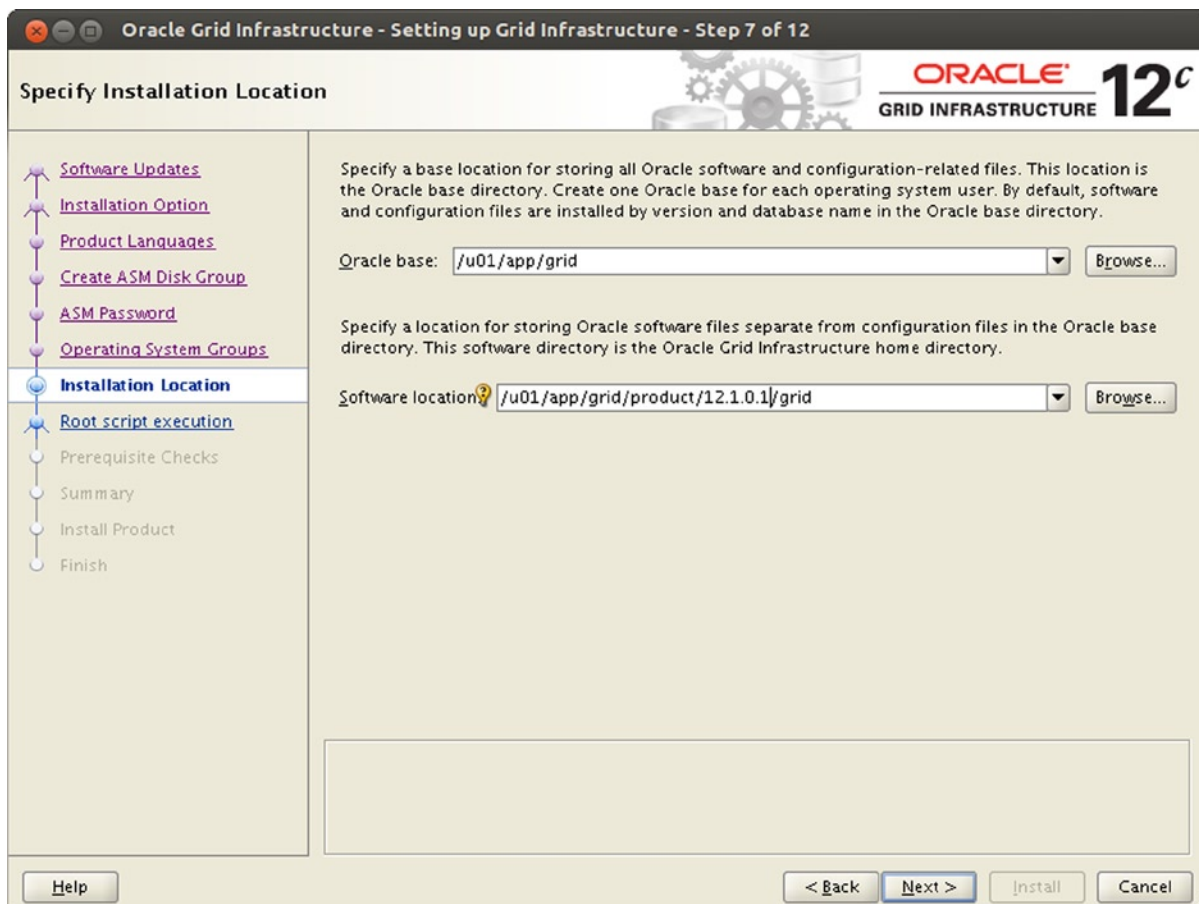 Oracle Grid Infrastructure - Setting up Grid Infrastructure - Step 7 of 12
Specify Installation Location
ORACLE
GRID INFRASTRUCTURE
12c
Software Updates
Installation Option
Product Languages
Create ASM Disk Group
ASM Password
Operating System Groups
Installation Location
Root script execution
Prerequisite Checks
Summary
Install Product
Finish
Specify a base location for storing all Oracle software and configuration-related files. This location is
the Oracle base directory. Create one Oracle base for each operating system user. By default, software
and configuration files are installed by version and database name in the Oracle base directory.
Oracle base: /u01/app/grid Browse...
Specify a location for storing Oracle software files separate from configuration files in the Oracle base
directory. This software directory is the Oracle Grid Infrastructure home directory.
Software location: /u01/app/grid/product/12.1.0.1/grid Browse...
Help < Back Next > Install Cancel